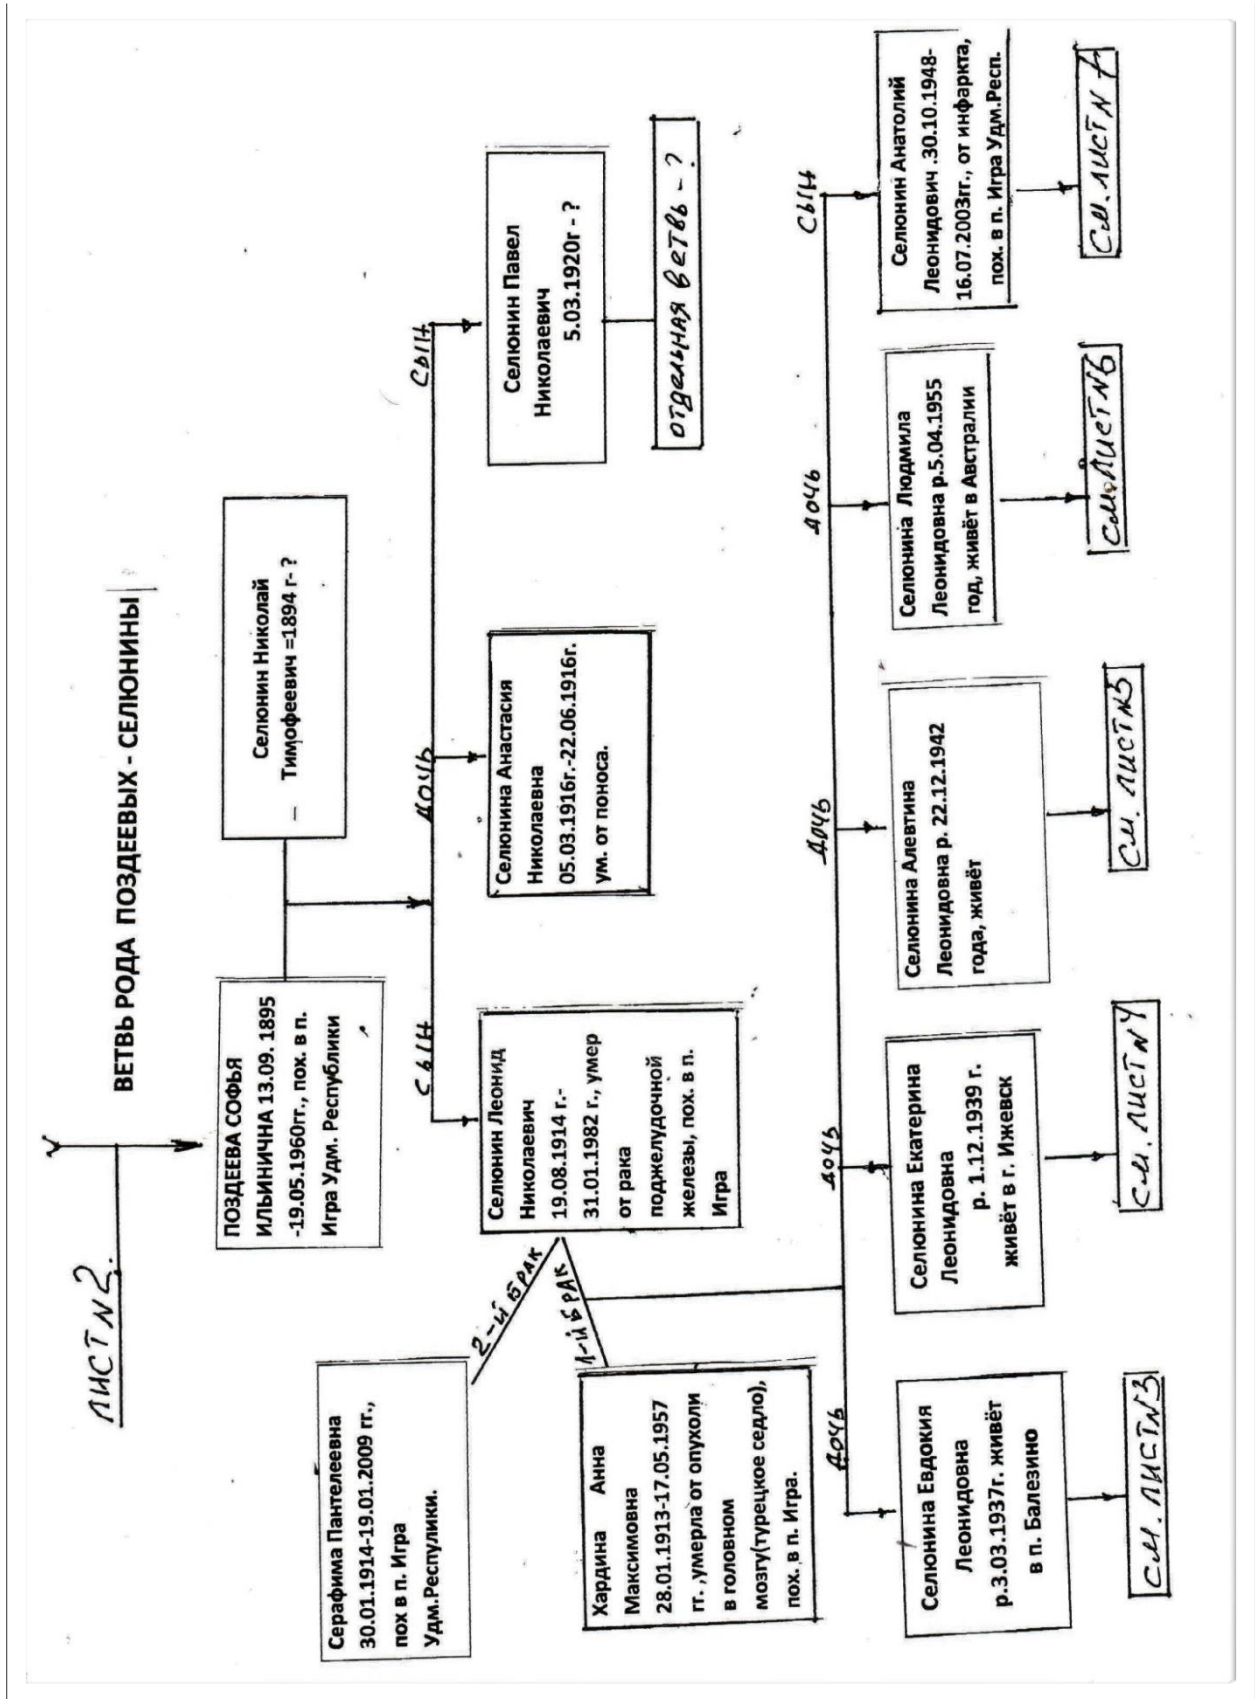 ЛИСТ N2.
ВЕТВЬ РОДА ПОЗДЕЕВЫХ - СЕЛЮНИНЫ
ПОЗДЕЕВА СОФЬЯ
ИЛЬИНИЧНА 13.09. 1895
-19.05.1960гг., пох. в п.
Игра Удм. Республики
Селюнин Николай
– Тимофеевич =1894 г- ?
СЫН
ДОЧЬ
СЫН
Селюнин Леонид
Николаевич
19.08.1914 г.-
31.01.1982 г., умер
от рака
поджелудочной
железы, пох. в п.
Игра
Селюнина Анастасия
Николаевна
05.03.1916г.-22.06.1916г.
ум. от поноса.
Селюнин Павел
Николаевич
5.03.1920г - ?
ОТДЕЛЬНАЯ ВЕТВЬ - ?
Серафима Пантелеевна
30.01.1914-19.01.2009 гг.,
пох в п. Игра
Удм.Респулики.
2-Й БРАК
1-Й БРАК
Хардина Анна
Максимовна
28.01.1913-17.05.1957
гг. ,умерла от опухоли
в головном
мозгу(турецкое седло),
пох. в п. Игра.
ДОЧЬ
ДОЧЬ
ДОЧЬ
ДОЧЬ
СЫН
Селюнина Евдокия
Леонидовна
р.3.03.1937г. живёт
в п. Балезино
Селюнина Екатерина
Леонидовна
р. 1.12.1939 г.
живёт в г. Ижевск
Селюнина Алевтина
Леонидовна р. 22.12.1942
года, живёт
Селюнина Людмила
Леонидовна р.5.04.1955
год, живёт в Австралии
Селюнин Анатолий
Леонидович .30.10.1948-
16.07.2003гг., от инфаркта,
пох. в п. Игра Удм.Респ.
СМ. ЛИСТ N3
СМ. ЛИСТ N4
СМ. ЛИСТ N5
СМ. ЛИСТ N6
СМ. ЛИСТ N 7